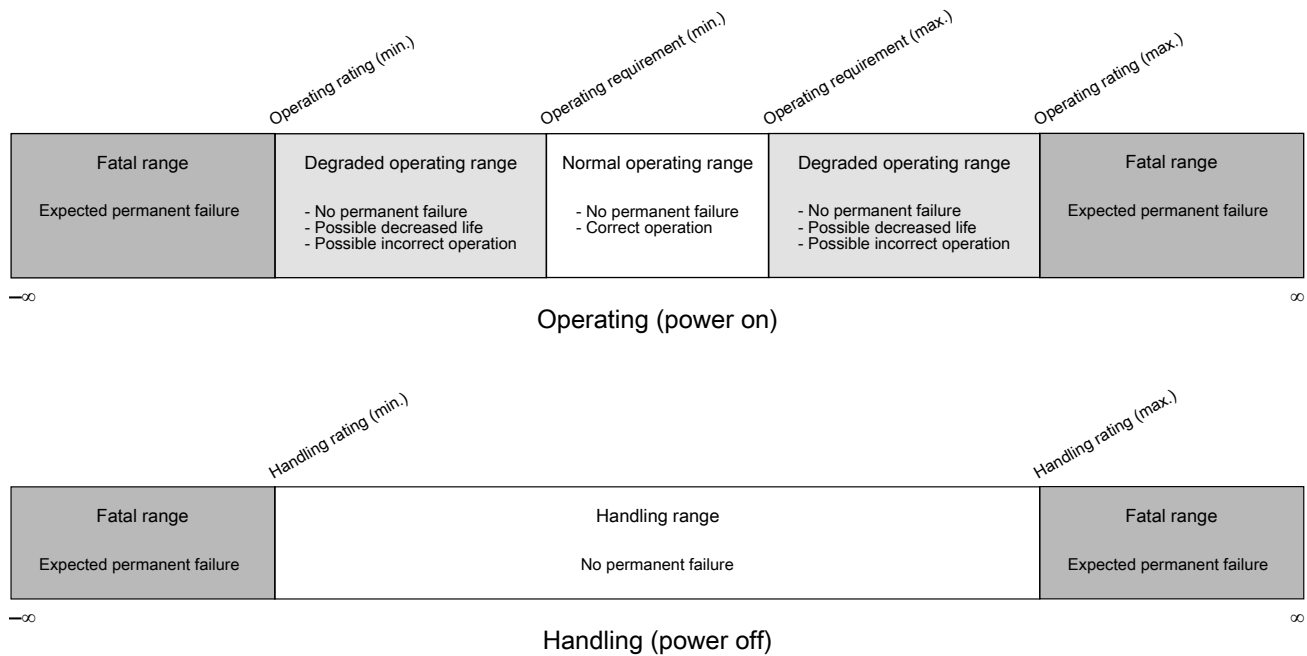 Operating rating (min.)
Operating requirement (min.)
Operating requirement (max.)
Operating rating (max.)
Fatal range
Expected permanent failure
Degraded operating range
- No permanent failure
- Possible decreased life
- Possible incorrect operation
Normal operating range
- No permanent failure
- Correct operation
Degraded operating range
- No permanent failure
- Possible decreased life
- Possible incorrect operation
Fatal range
Expected permanent failure
–∞
∞
Operating (power on)
Handling rating (min.)
Handling rating (max.)
Fatal range
Expected permanent failure
Handling range
No permanent failure
Fatal range
Expected permanent failure
–∞
∞
Handling (power off)